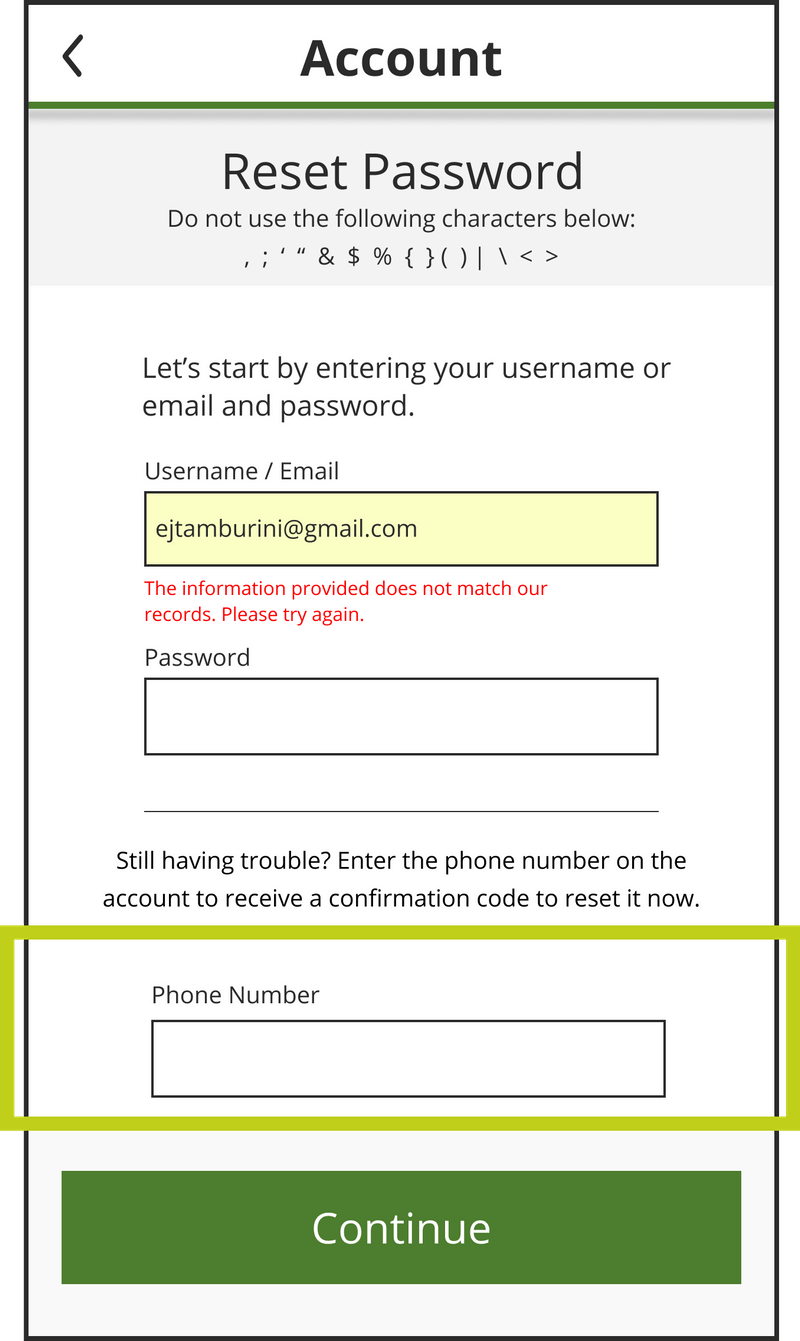 Account
Reset Password
Do not use the following characters below:
, ; ‘ “ & $ % { } ( ) | \ < >
Let’s start by entering your username or
email and password.
Username / Email
ejtamburini@gmail.com
The information provided does not match our
records. Please try again.
Password
Still having trouble? Enter the phone number on the
account to receive a confirmation code to reset it now.
Phone Number
Continue